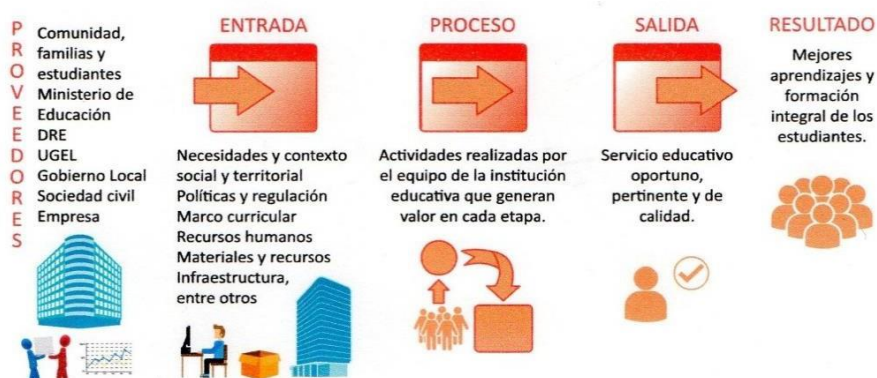 PROVEEDORES
Comunidad,
familias y
estudiantes
Ministerio de
Educación
DRE
UGEL
Gobierno Local
Sociedad civil
Empresa
ENTRADA
Necesidades y contexto
social y territorial
Políticas y regulación
Marco curricular
Recursos humanos
Materiales y recursos
Infraestructura,
entre otros
PROCESO
Actividades realizadas por
el equipo de la institución
educativa que generan
valor en cada etapa.
SALIDA
Servicio educativo
oportuno,
pertinente y de
calidad.
RESULTADO
Mejores
aprendizajes y
formación
integral de los
estudiantes.